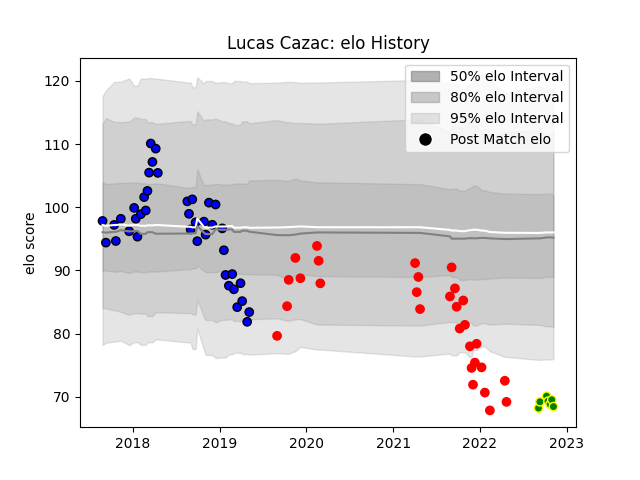 Lucas Cazac: elo History
elo score
120
110
100
90
80
70
50% elo Interval
80% elo Interval
95% elo Interval
Post Match elo
2018 2019 2020 2021 2022 2023